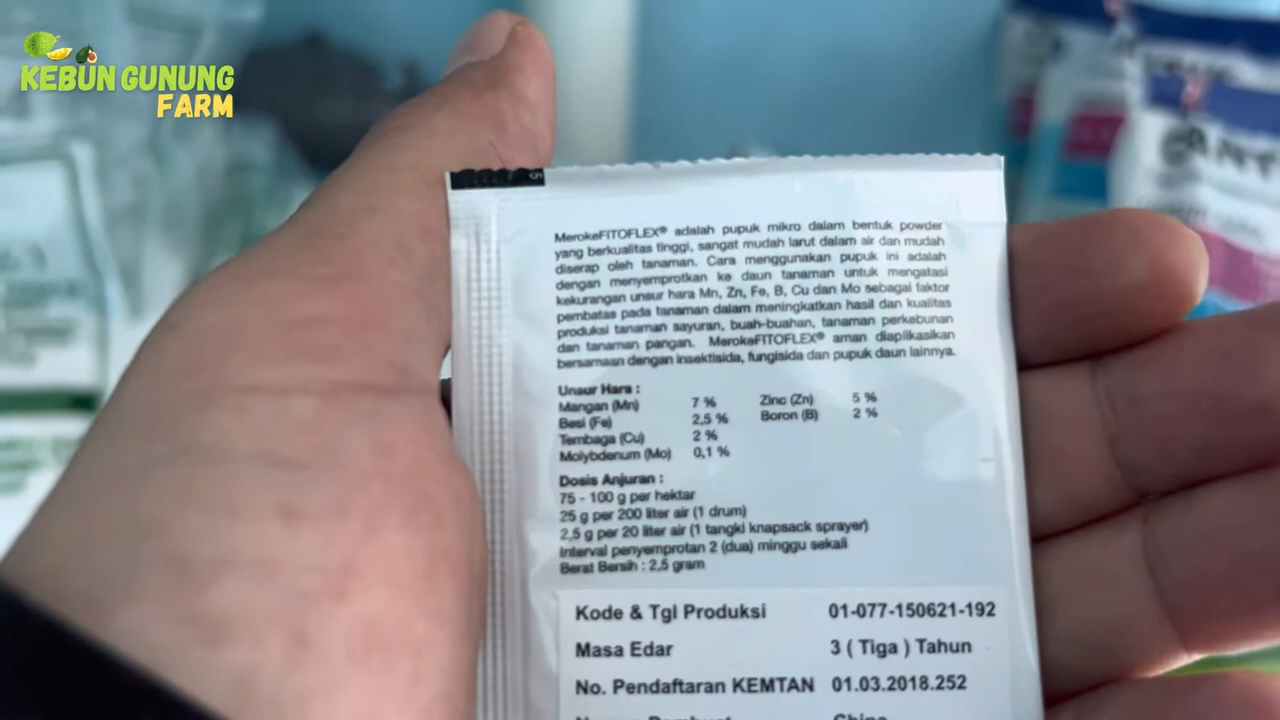 KEBUN GUNUNG
FARM
MerokeFITOFLEX® adalah pupuk mikro dalam bentuk powder
yang berkualitas tinggi, sangat mudah larut dalam air dan mudah
diserap oleh tanaman. Cara menggunakan pupuk ini adalah
dengan menyemprotkan ke daun tanaman untuk mengatasi
kekurangan unsur hara Mn, Zn, Fe, B, Cu dan Mo sebagai faktor
pembatas pada tanaman dalam meningkatkan hasil dan kualitas
produksi tanaman sayuran, buah-buahan, tanaman perkebunan
dan tanaman pangan. MerokeFITOFLEX® aman diaplikasikan
bersamaan dengan insektisida, fungisida dan pupuk daun lainnya.
Unsur Hara :
Mangan (Mn) 7 % Zinc (Zn) 5 %
Besi (Fe) 2,5 % Boron (B) 2 %
Tembaga (Cu) 2 %
Molybdenum (Mo) 0,1 %
Dosis Anjuran :
75 - 100 g per hektar
25 g per 200 liter air (1 drum)
2,5 g per 20 liter air (1 tangki knapsack sprayer)
Interval penyemprotan 2 (dua) minggu sekali
Berat Bersih : 2,5 gram
Kode & Tgl Produksi 01-077-150621-192
Masa Edar 3 ( Tiga ) Tahun
No. Pendaftaran KEMTAN 01.03.2018.252